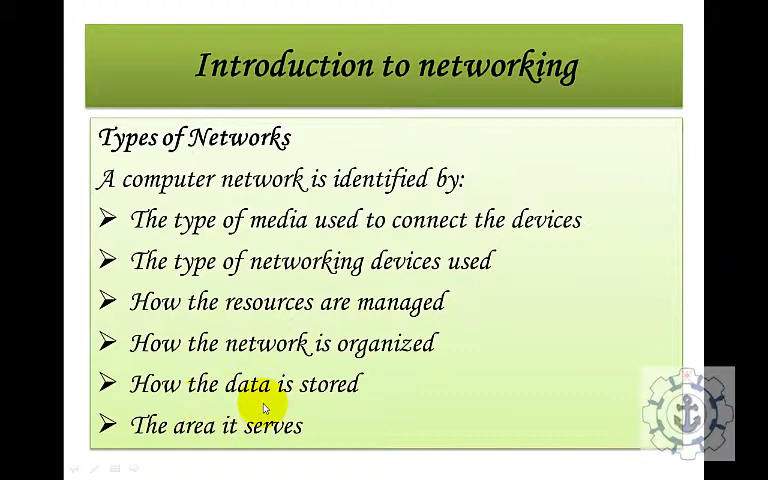 Introduction to networking
Types of Networks
A computer network is identified by:
The type of media used to connect the devices
The type of networking devices used
How the resources are managed
How the network is organized
How the data is stored
The area it serves